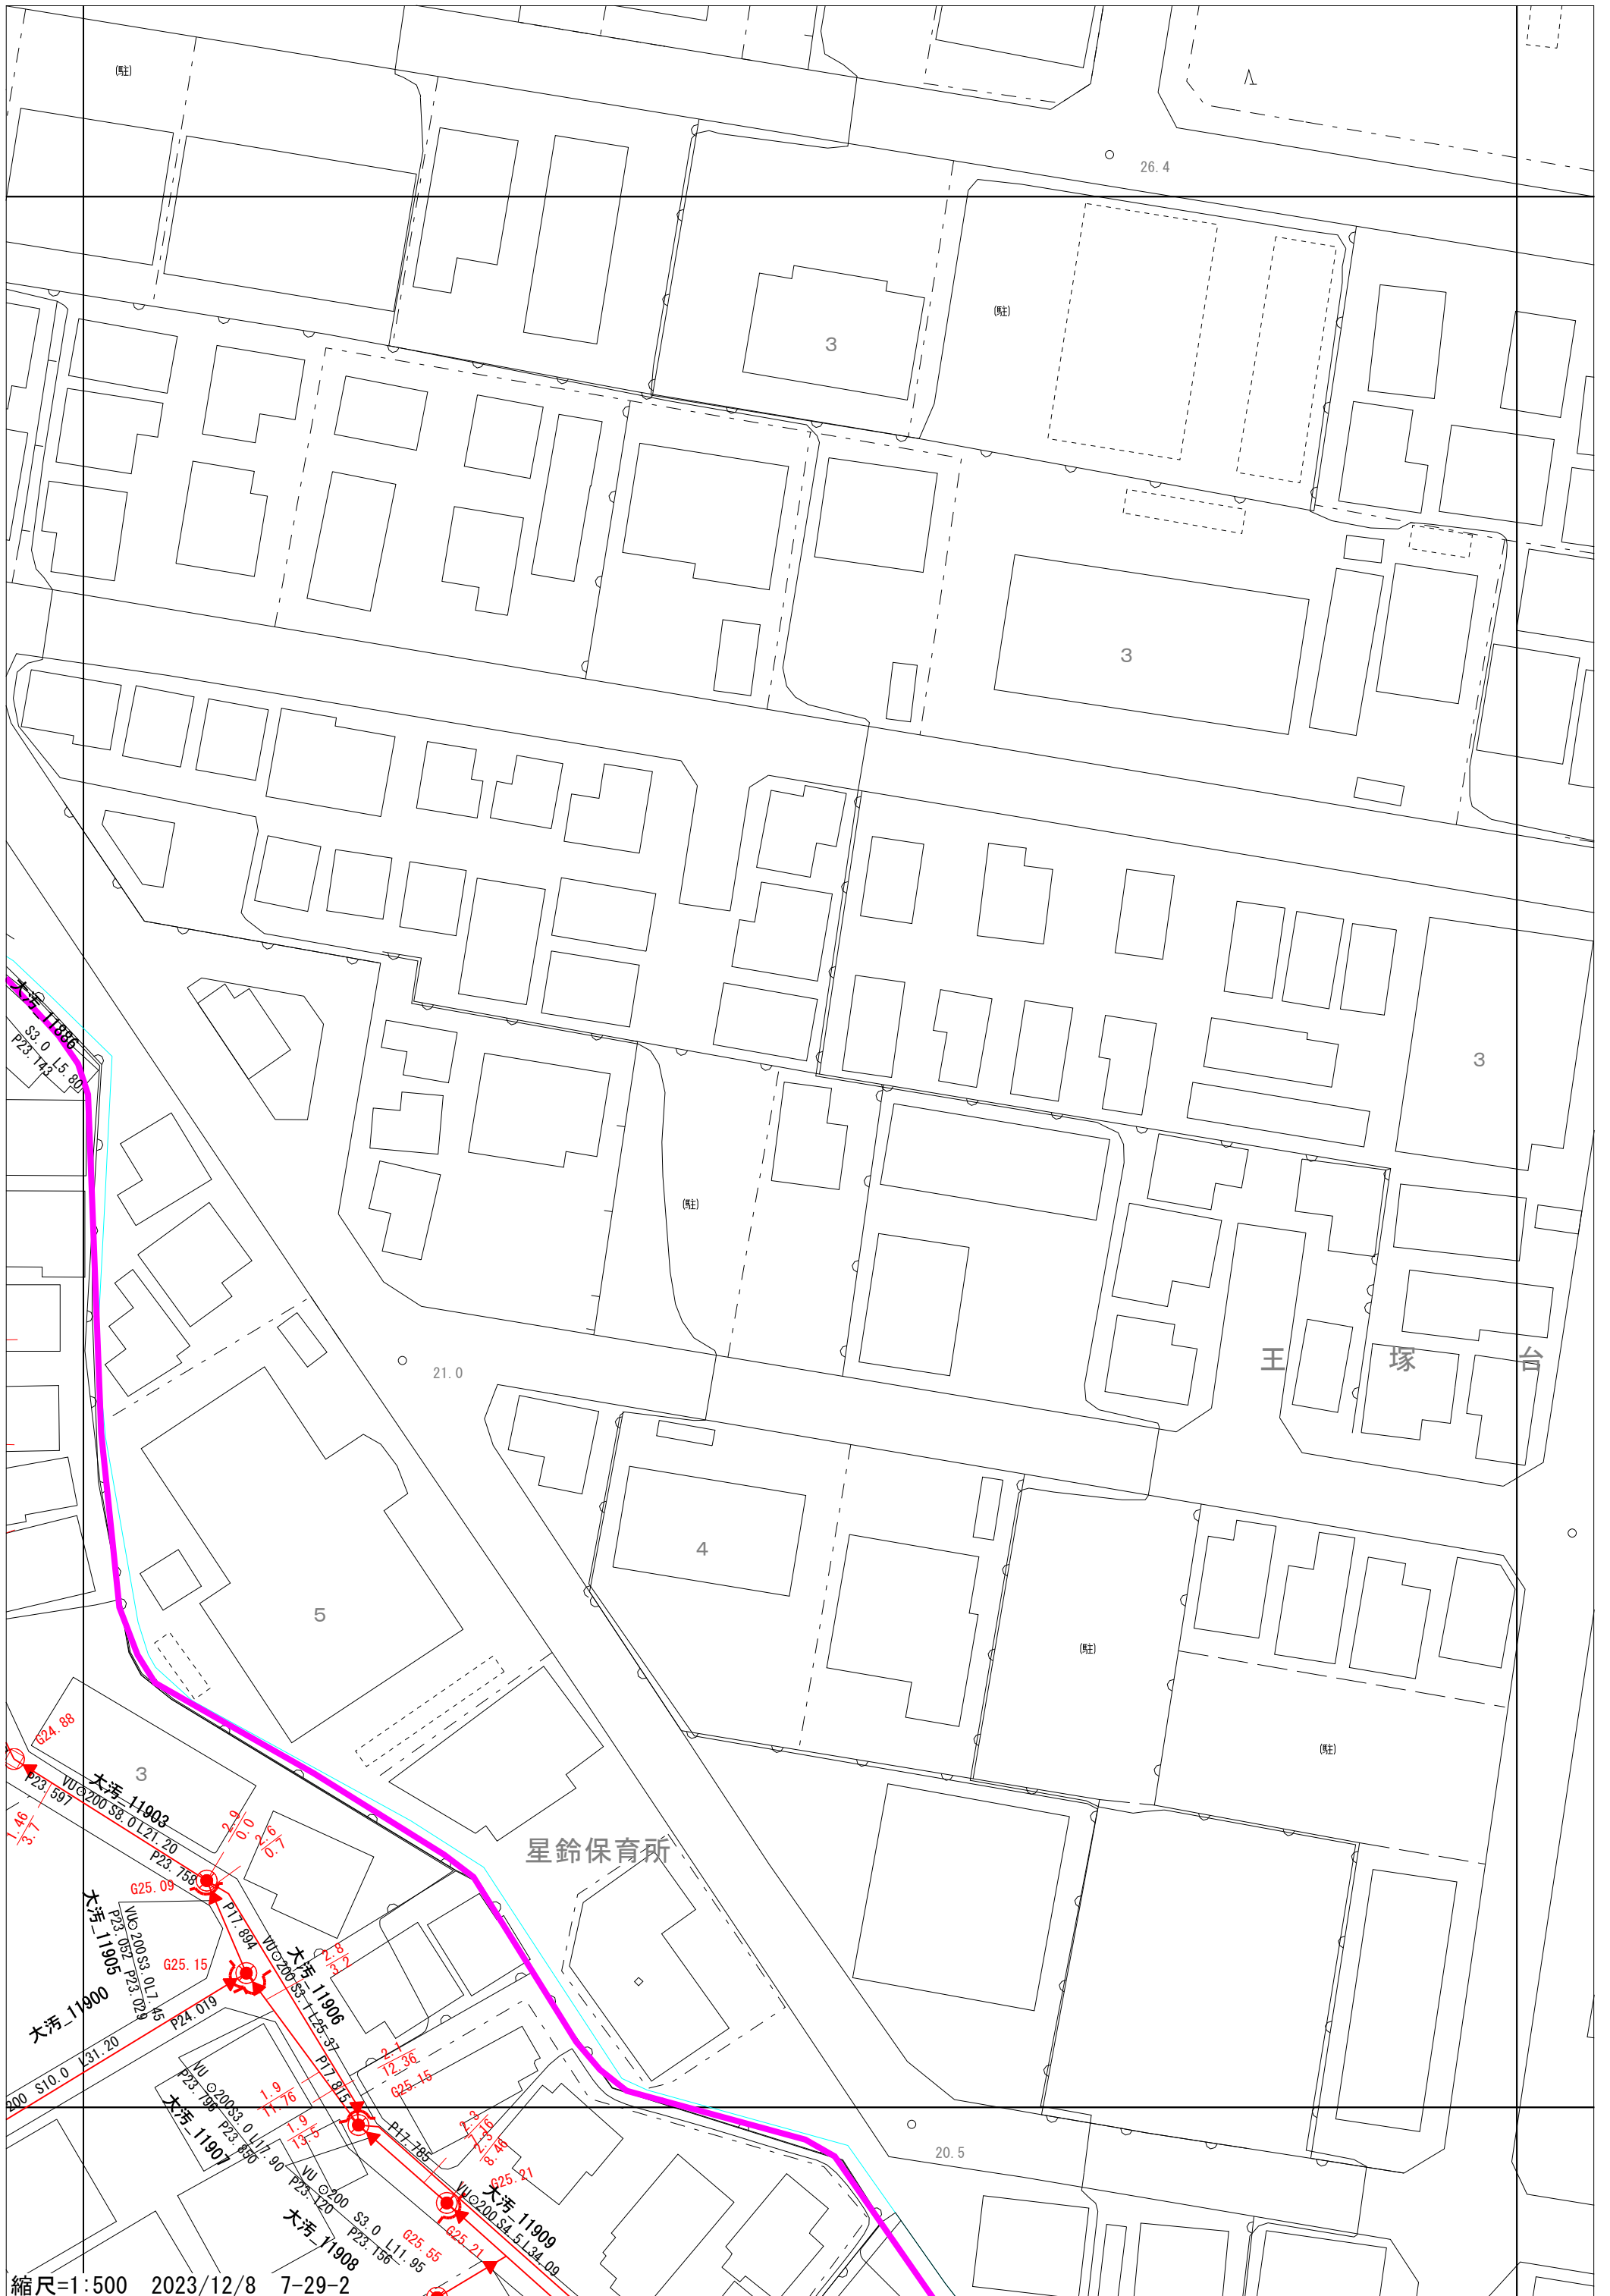 (駐)
26.4
(駐)
3
3
大汚_11886
S3.0 L5.80
P23.143
3
(駐)
王塚台
21.0
4
5
(駐)
(駐)
G24.88
3
大汚_11903
P23.597
VU⊙200 S8.0 L21.20
P23.758
1.46
3.7
2.9
0.0
2.6
0.7
星鈴保育所
G25.09
大汚_11905
VU⊙200 S3.0 L7.45
P23.052 P23.029
P17.894
G25.15
大汚_11906
VU⊙200 S3.1 L25.37
2.8
3.2
大汚_11900
P24.019
200 S10.0 L31.20
P17.815
2.1
12.36
G25.15
VU ⊙200 S3.0 L17.90
P23.796 P23.850
大汚_11907
1.9
11.76
1.9
13.5
P17.785
8.46
20.5
G25.21
大汚_11909
VU⊙200 S4.5 L34.09
VU ⊙200 S3.0 L11.95
P23.120 P23.156
大汚_11908
G25.55
G25.21
縮尺=1:500 2023/12/8 7-29-2